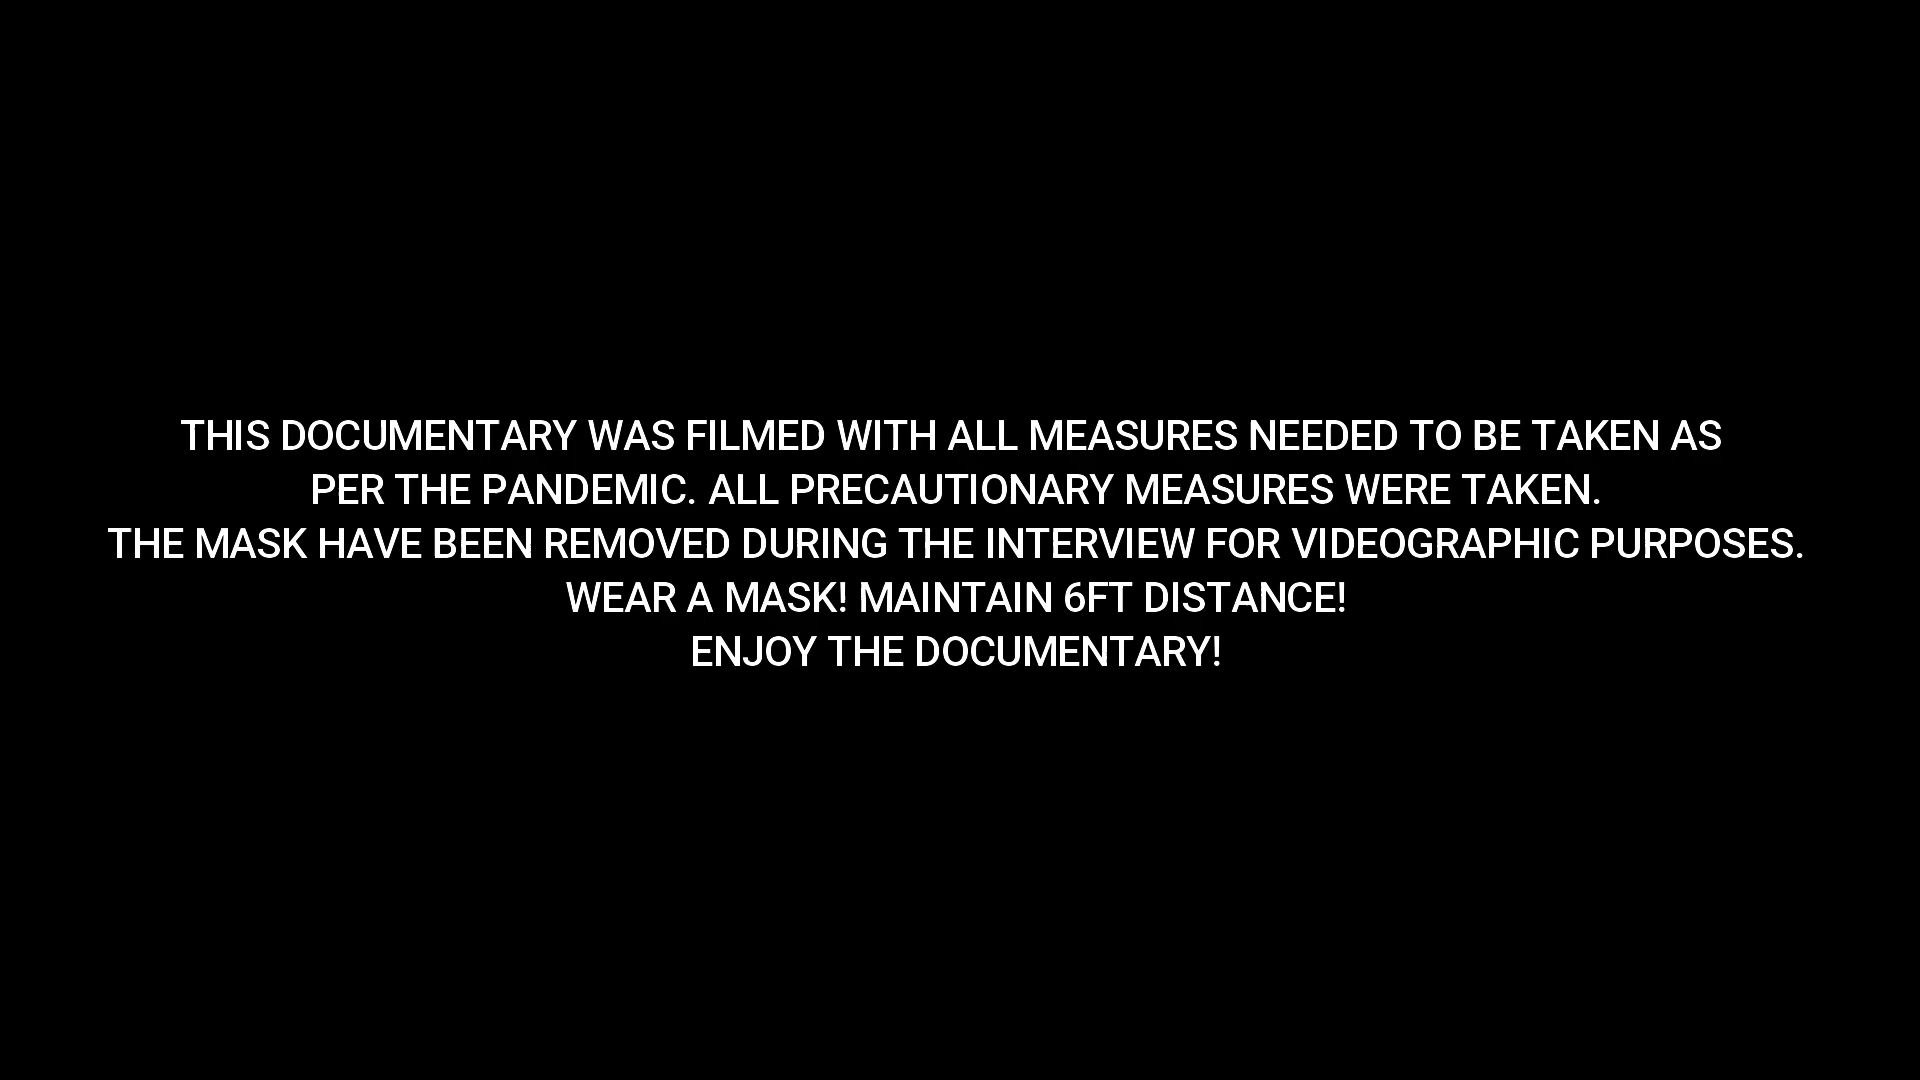 THIS DOCUMENTARY WAS FILMED WITH ALL MEASURES NEEDED TO BE TAKEN AS
PER THE PANDEMIC. ALL PRECAUTIONARY MEASURES WERE TAKEN.
THE MASK HAVE BEEN REMOVED DURING THE INTERVIEW FOR VIDEOGRAPHIC PURPOSES.
WEAR A MASK! MAINTAIN 6FT DISTANCE!
ENJOY THE DOCUMENTARY!